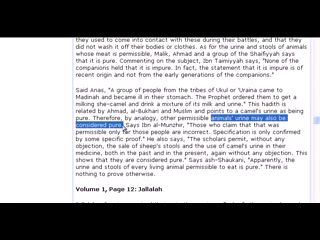 used to come into contact with these during their battles, and that they
did not wash it off their bodies or clothes. As for the urine and stools of animals
whose meat is permissible, Malik, Ahmad and a group of the Shaifiyyah says
that it is pure. Commenting on the subject, Ibn Taimiyyah says, "None of the
companions held that it is impure. In fact, the statement that it is impure is of
recent origin and not from the early generations of the companions."
Said Anas, "A group of people from the tribes of Ukul or 'Uraina came to
Madinah and became ill in their stomach. The Prophet ordered them to get a
milking she-camel and drink a mixture of its milk and urine." This hadith is
related by Ahmad, al-Bukhari and Muslim and points to a camel's urine as being
pure. Therefore, by analogy, other permissible animals' urine may also be
considered pure. Says Ibn al-Munzhir, "Those who claim that that was
permissible only for those people are incorrect. Specification is only confirmed
by some specific proof." He also says, "The scholars permit, without any
objection, the sale of sheep's stools and the use of camel's urine in their
medicine, both in the past and in the present, again without any objection. This
shows that they are considered pure." Says ash-Shaukani, "Apparently, the
urine and stools of every living animal permissible to eat is pure." There is
nothing to prove otherwise.
Volume 1, Page 12: Jallalah